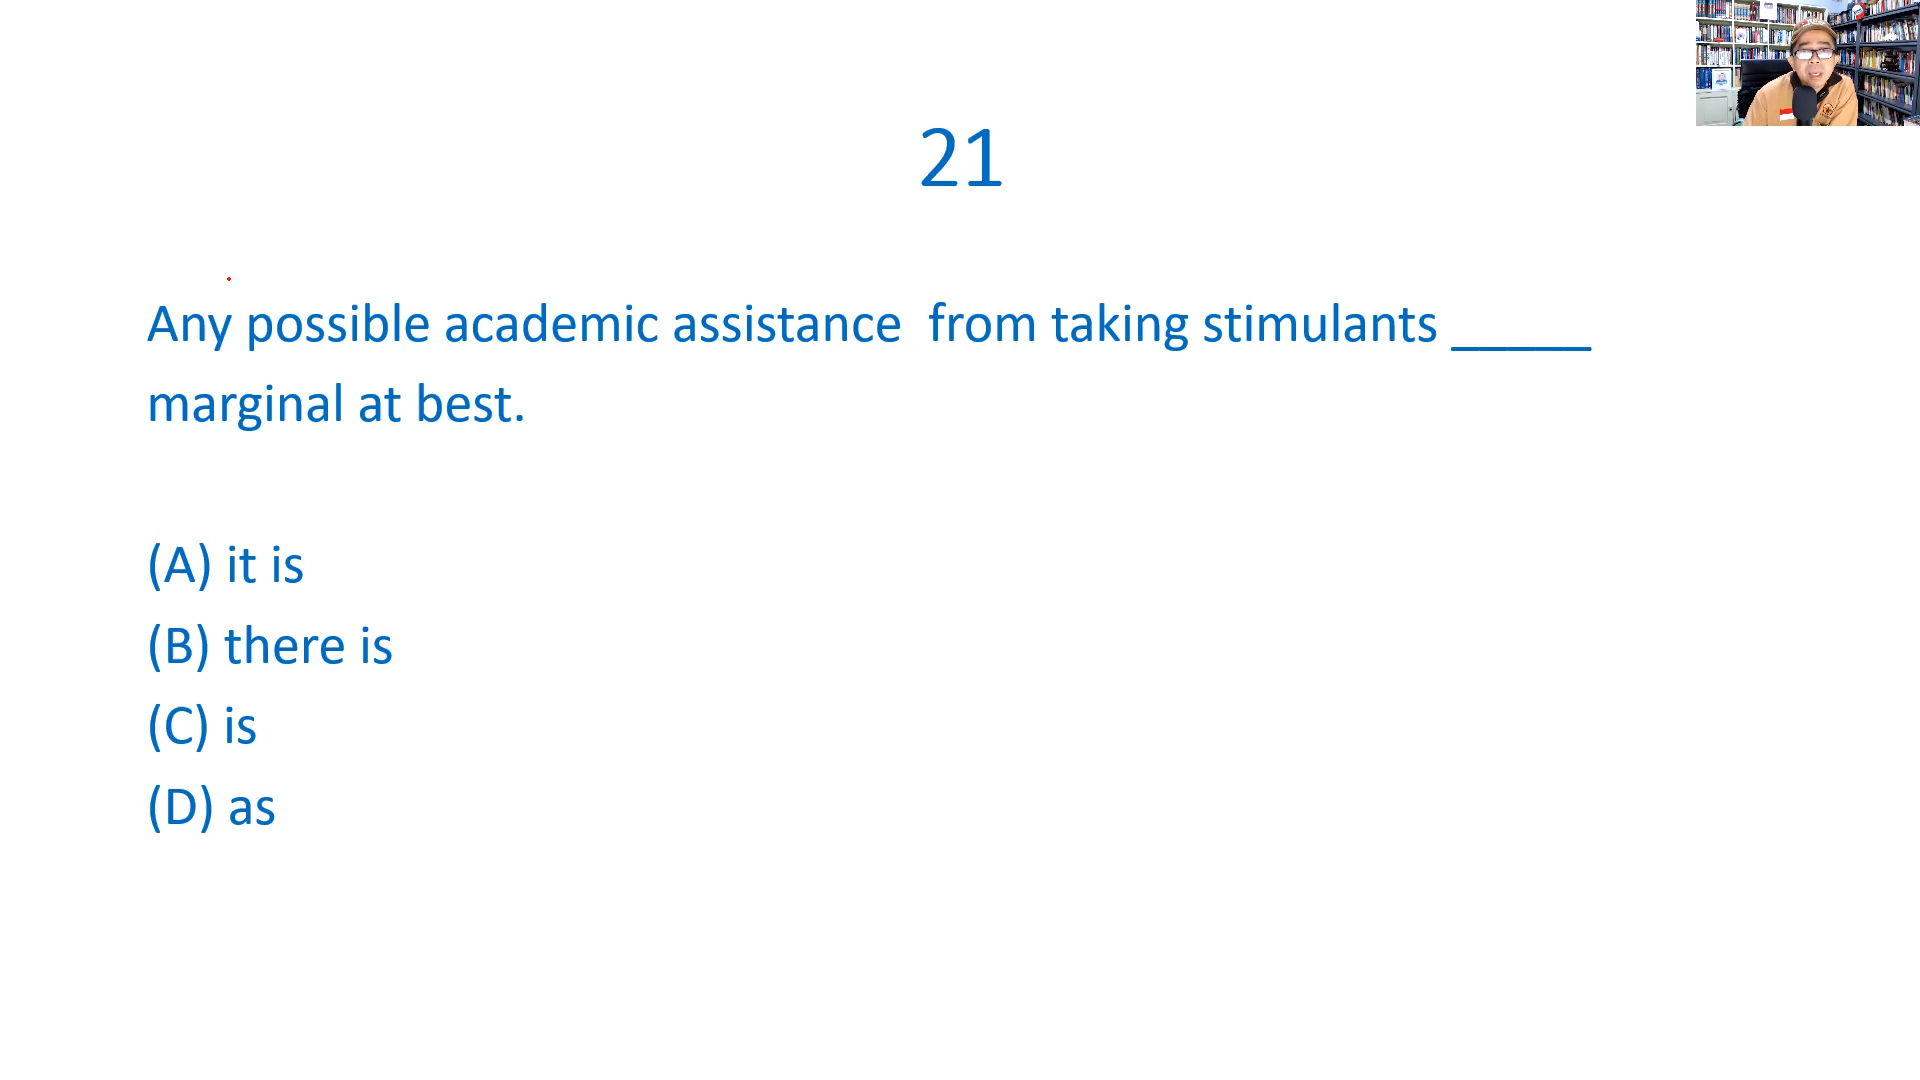 21
Any possible academic assistance from taking stimulants _____
marginal at best.
(A) it is
(B) there is
(C) is
(D) as